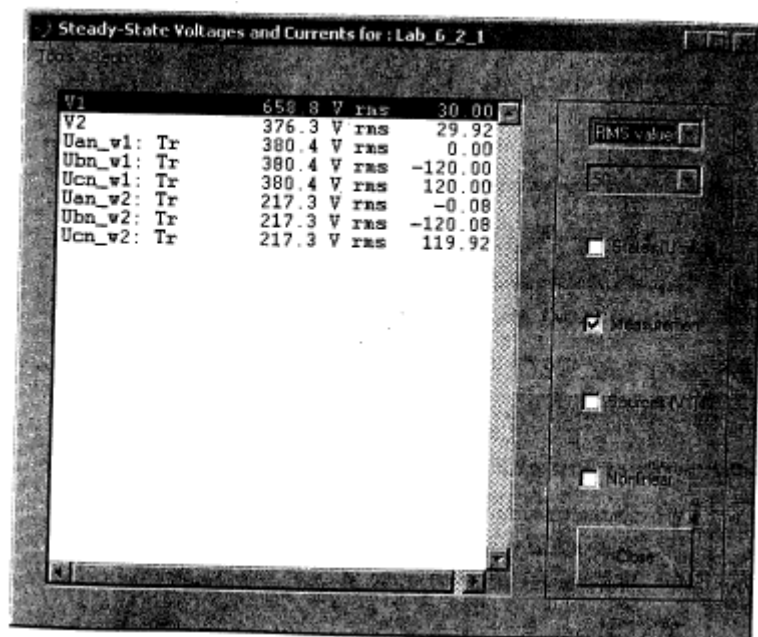 Steady-State Voltages and Currents for : Lab_6_2_1
V1 658.8 V rms 30.00
V2 376.3 V rms 29.92
Uan_w1: Tr 380.4 V rms 0.00
Ubn_w1: Tr 380.4 V rms -120.00
Ucn_w1: Tr 380.4 V rms 120.00
Uan_w2: Tr 217.3 V rms -0.08
Ubn_w2: Tr 217.3 V rms -120.08
Ucn_w2: Tr 217.3 V rms 119.92
RMS value
Measurement
Nonlinear
Close